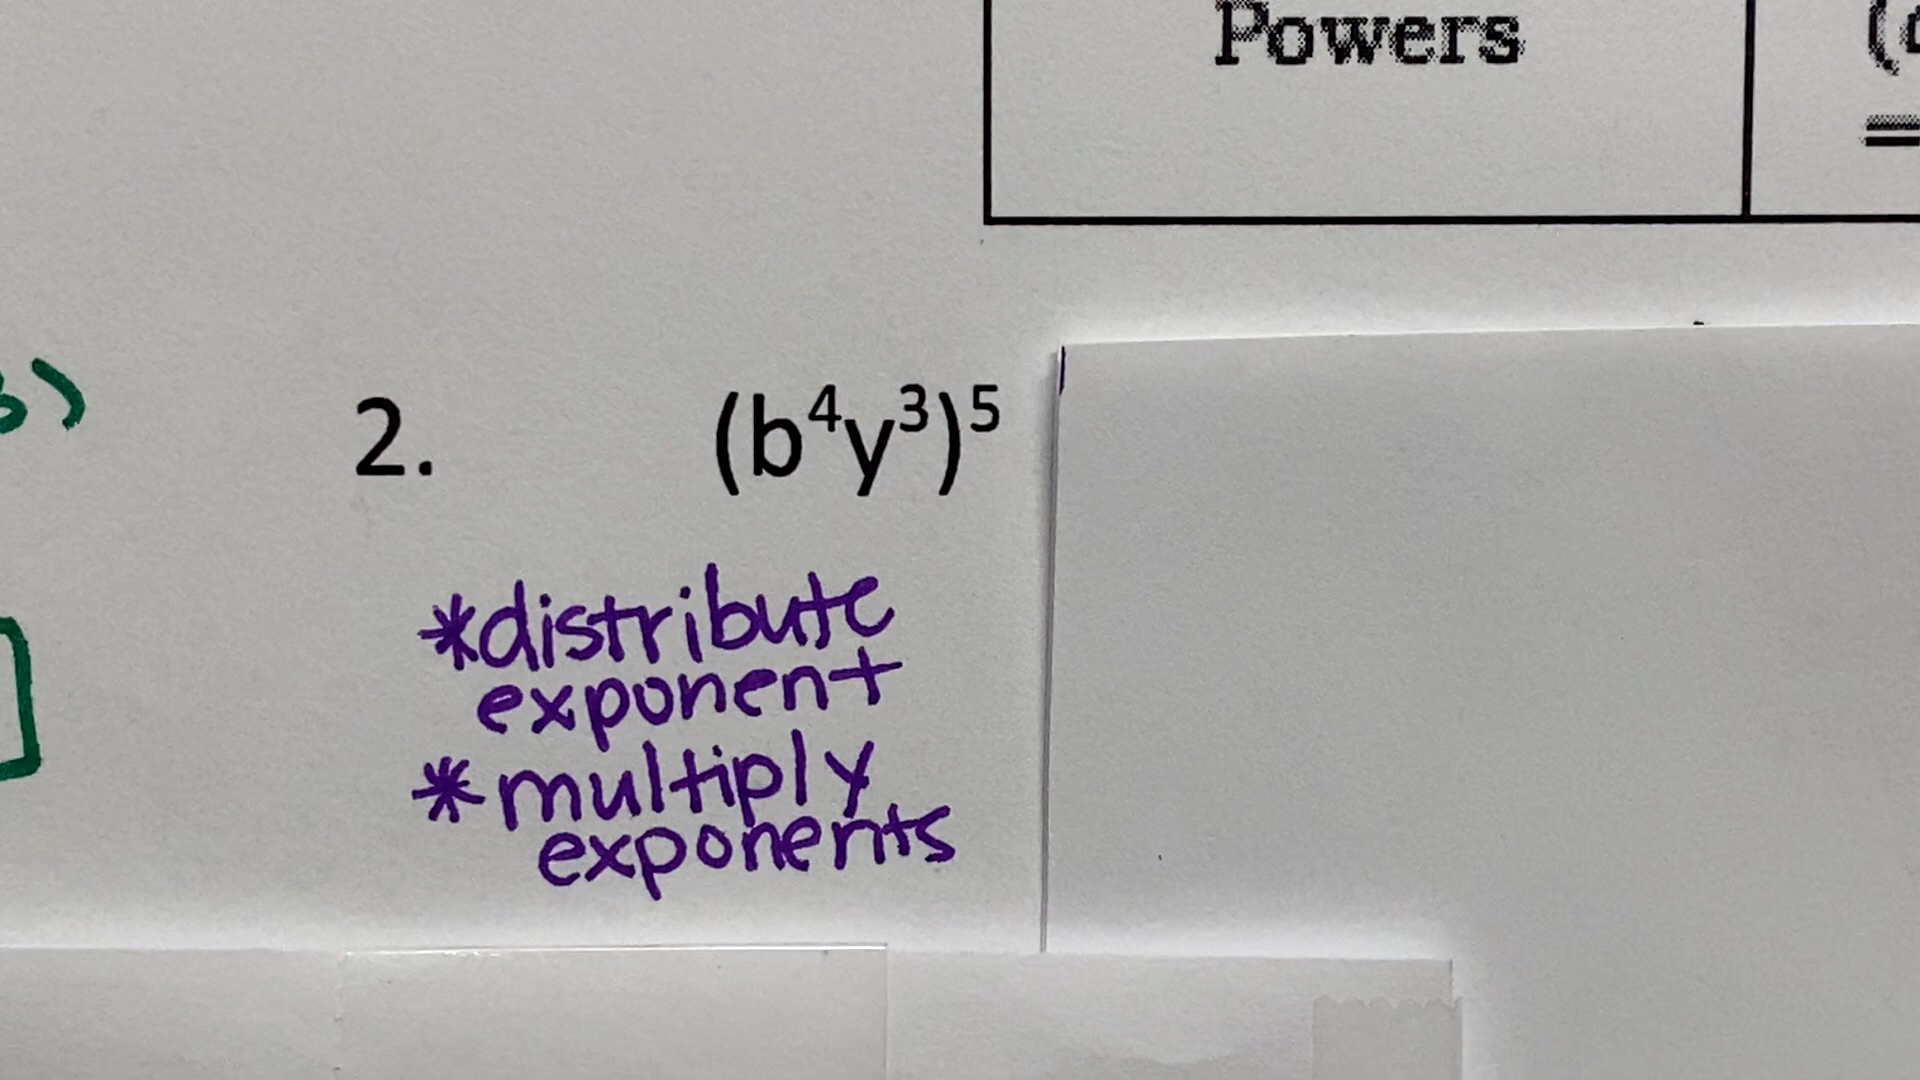 Powers
2. (b⁴y³)⁵
*distribute
exponent
*multiply
exponents